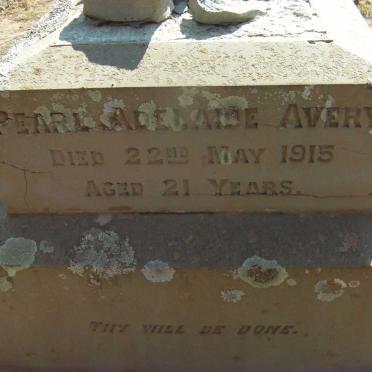 PEARL ADELAIDE AVERY
DIED 22ND MAY 1915
AGED 21 YEARS.
THY WILL BE DONE.